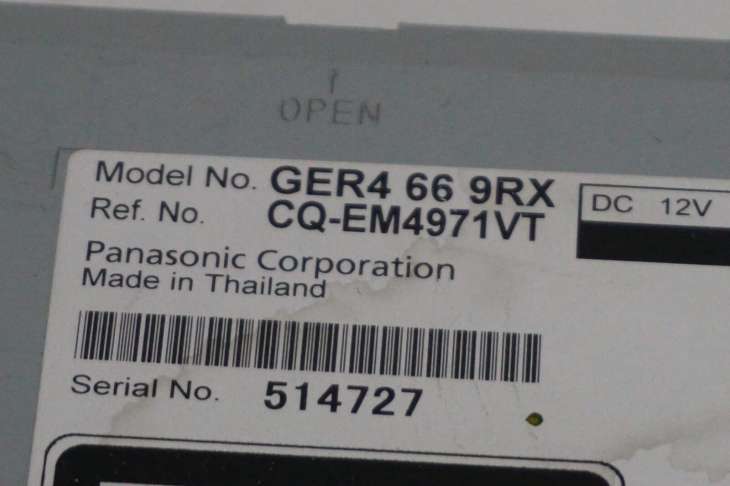 OPEN
Model No. GER4 66 9RX
Ref. No. CQ-EM4971VT
DC 12V
Panasonic Corporation
Made in Thailand
Serial No. 514727